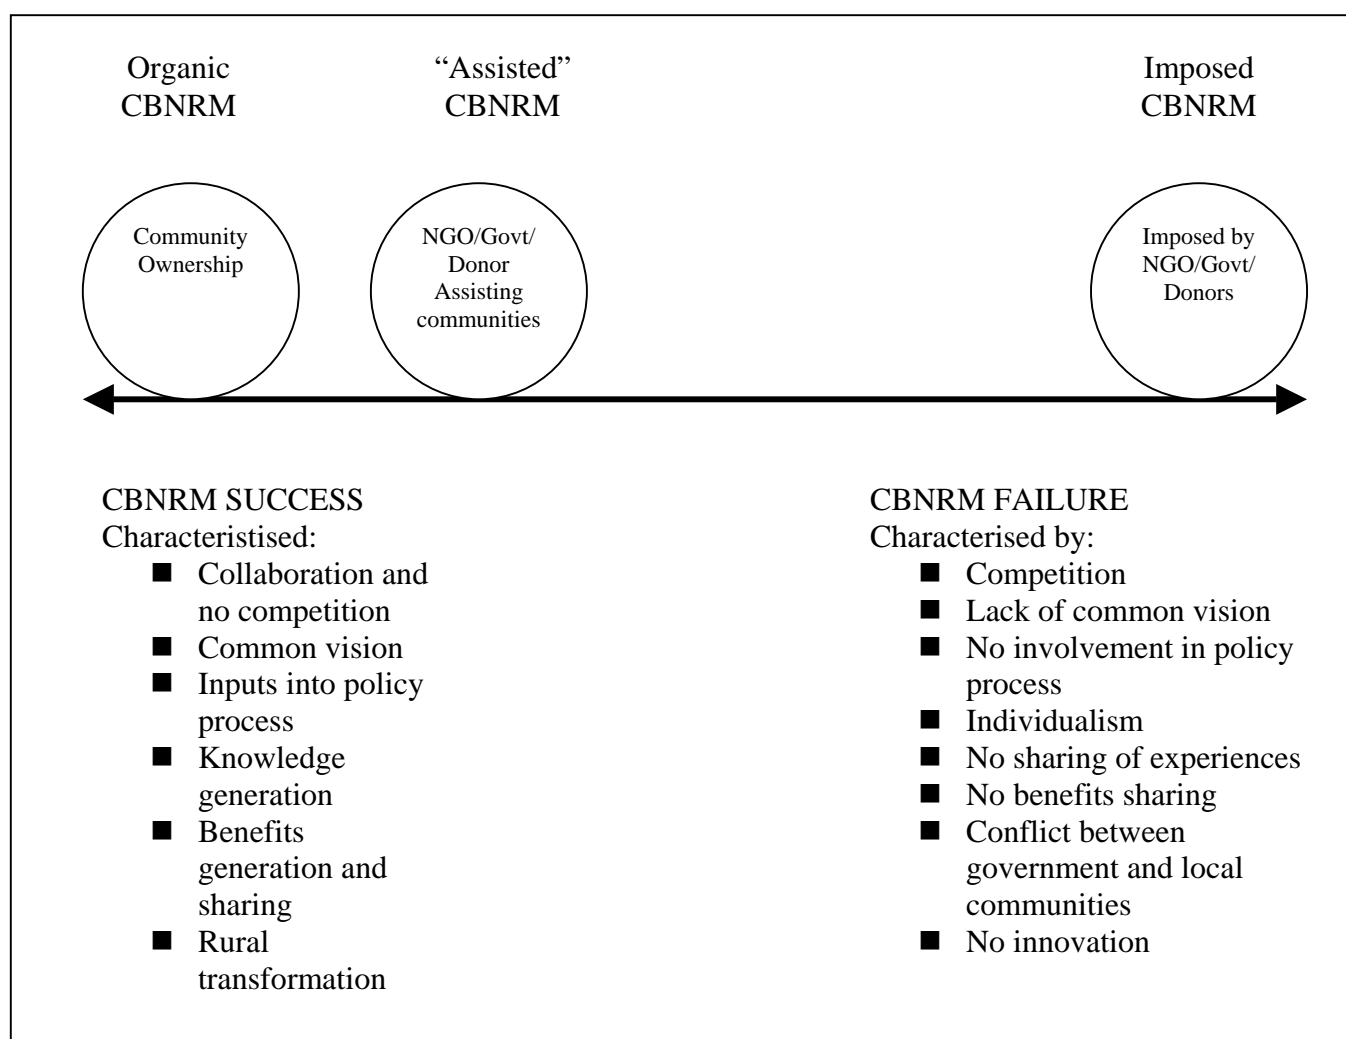 Organic
CBNRM
“Assisted”
CBNRM
Imposed
CBNRM
Community
Ownership
NGO/Govt/
Donor
Assisting
communities
Imposed by
NGO/Govt/
Donors
CBNRM SUCCESS
Characteristised:
■ Collaboration and
no competition
■ Common vision
■ Inputs into policy
process
■ Knowledge
generation
■ Benefits
generation and
sharing
■ Rural
transformation
CBNRM FAILURE
Characterised by:
■ Competition
■ Lack of common vision
■ No involvement in policy
process
■ Individualism
■ No sharing of experiences
■ No benefits sharing
■ Conflict between
government and local
communities
■ No innovation